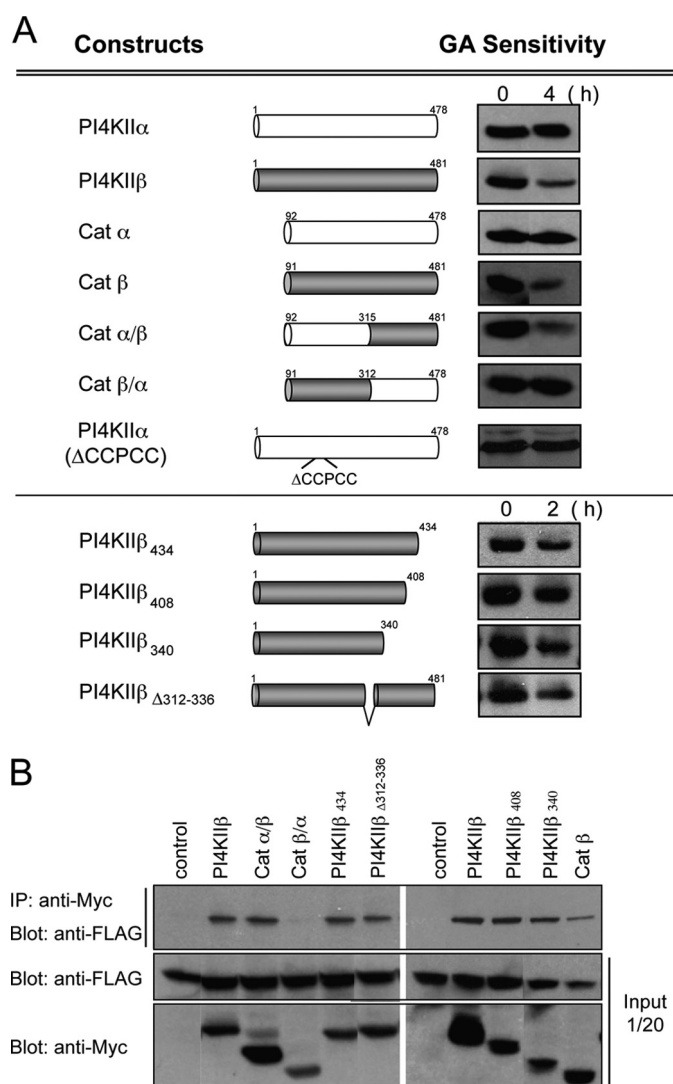 A
Constructs GA Sensitivity
0 4 (h)
PI4KIIα 1 478
PI4KIIβ 1 481
Cat α 92 478
Cat β 91 481
Cat α/β 92 315 481
Cat β/α 91 312 478
PI4KIIα 1 478
(ΔCCPCC)
ΔCCPCC
0 2 (h)
PI4KIIβ434 1 434
PI4KIIβ408 1 408
PI4KIIβ340 1 340
PI4KIIβ Δ312-336 1 481
B
control PI4KIIβ Cat α/β Cat β/α PI4KIIβ 434 PI4KIIβ Δ312-336 control PI4KIIβ PI4KIIβ 408 PI4KIIβ 340 Cat β
IP: anti-Myc
Blot: anti-FLAG
Blot: anti-FLAG
Input
1/20
Blot: anti-Myc